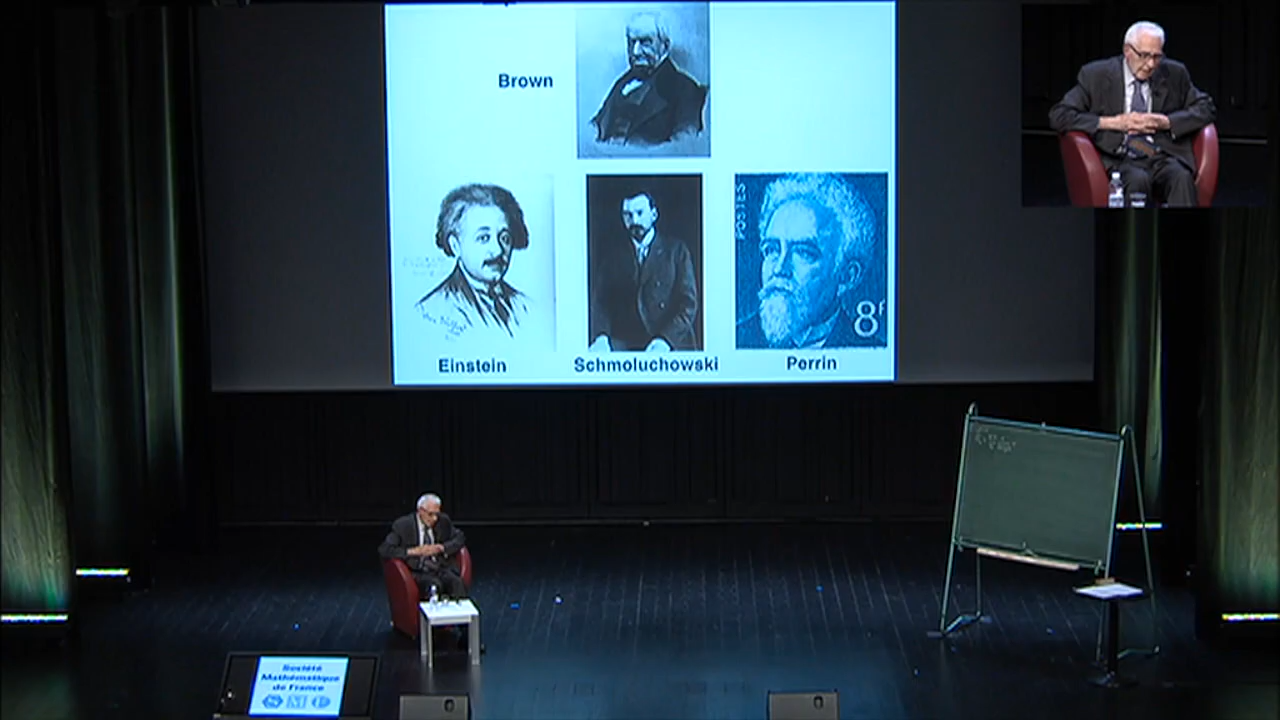 Brown
POSTES
8F
Einstein
Schmoluchowski
Perrin
Société
Mathématique
de France